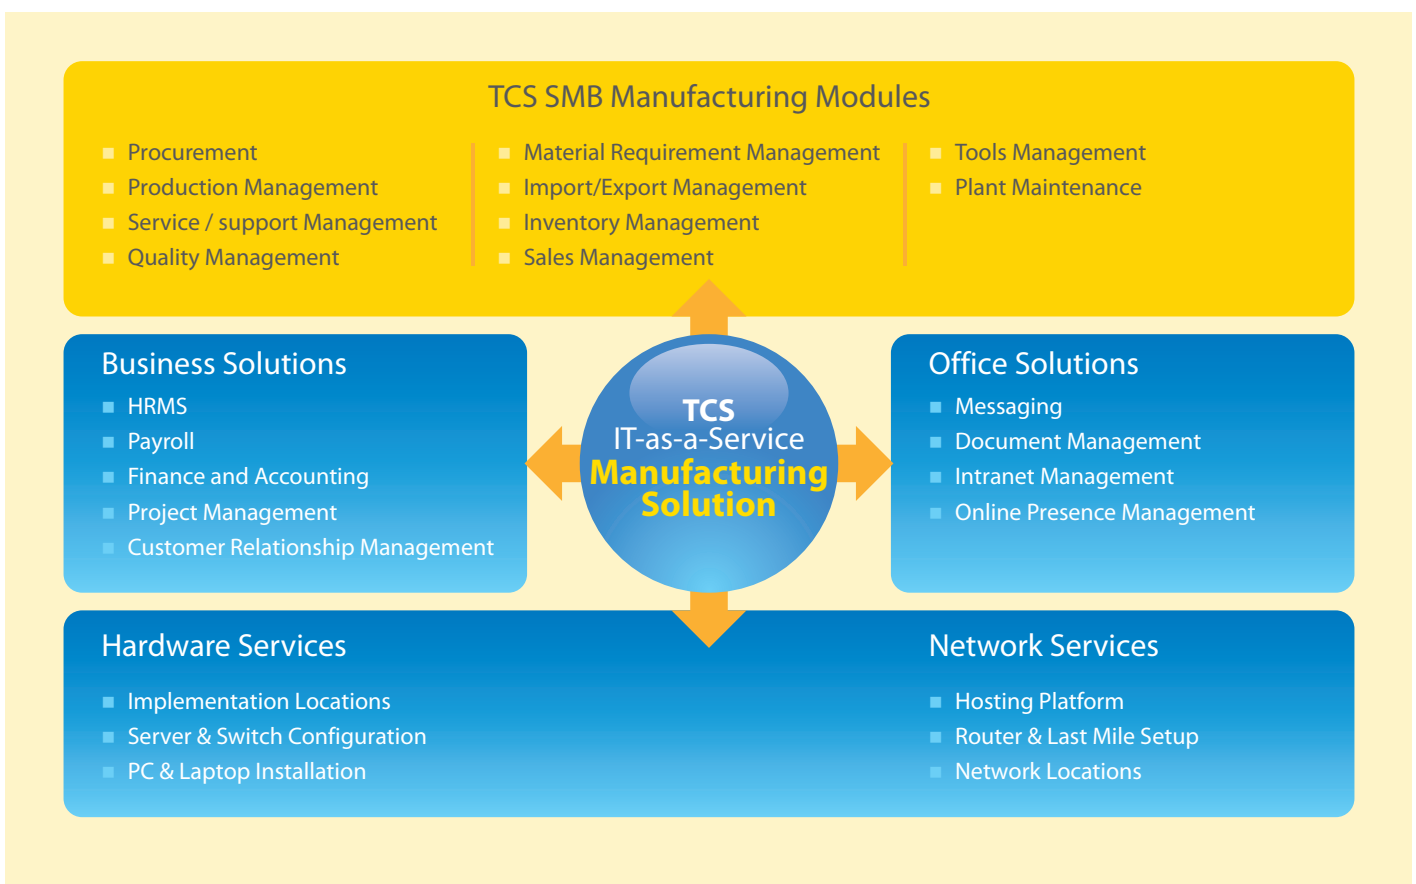 TCS SMB Manufacturing Modules
Procurement
Production Management
Service / support Management
Quality Management
Material Requirement Management
Import/Export Management
Inventory Management
Sales Management
Tools Management
Plant Maintenance
Business Solutions
HRMS
Payroll
Finance and Accounting
Project Management
Customer Relationship Management
TCS
IT-as-a-Service
Manufacturing
Solution
Office Solutions
Messaging
Document Management
Intranet Management
Online Presence Management
Hardware Services
Implementation Locations
Server & Switch Configuration
PC & Laptop Installation
Network Services
Hosting Platform
Router & Last Mile Setup
Network Locations